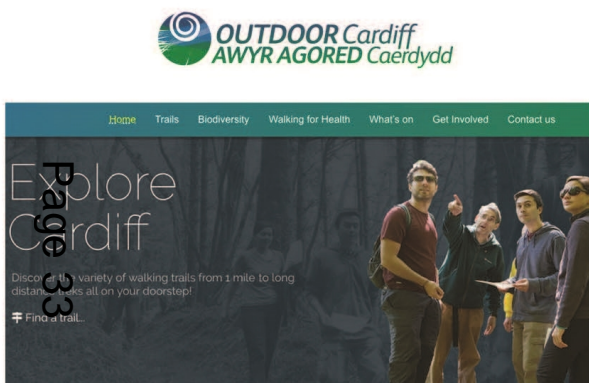 OUTDOOR Cardiff
AWYR AGORED Caerdydd
Home Trails Biodiversity Walking for Health What's on Get Involved Contact us
Explore
Cardiff
Discover the variety of walking trails from 1 mile to long
distance treks all on your doorstep!
Find a trail...
Page 33